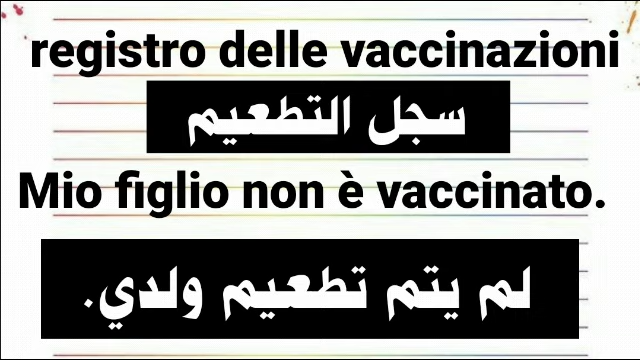 registro delle vaccinazioni
سجل التطعيم
Mio figlio non è vaccinato.
لم يتم تطعيم ولدي.